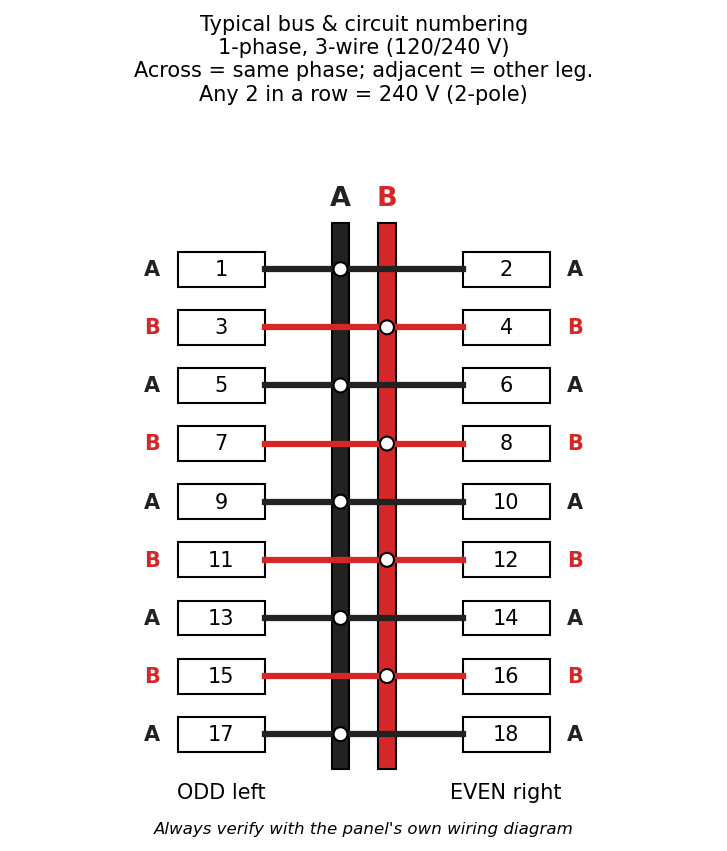 Typical bus & circuit numbering
1-phase, 3-wire (120/240 V)
Across = same phase; adjacent = other leg.
Any 2 in a row = 240 V (2-pole)
A B
A 1 2 A
B 3 4 B
A 5 6 A
B 7 8 B
A 9 10 A
B 11 12 B
A 13 14 A
B 15 16 B
A 17 18 A
ODD left EVEN right
Always verify with the panel's own wiring diagram